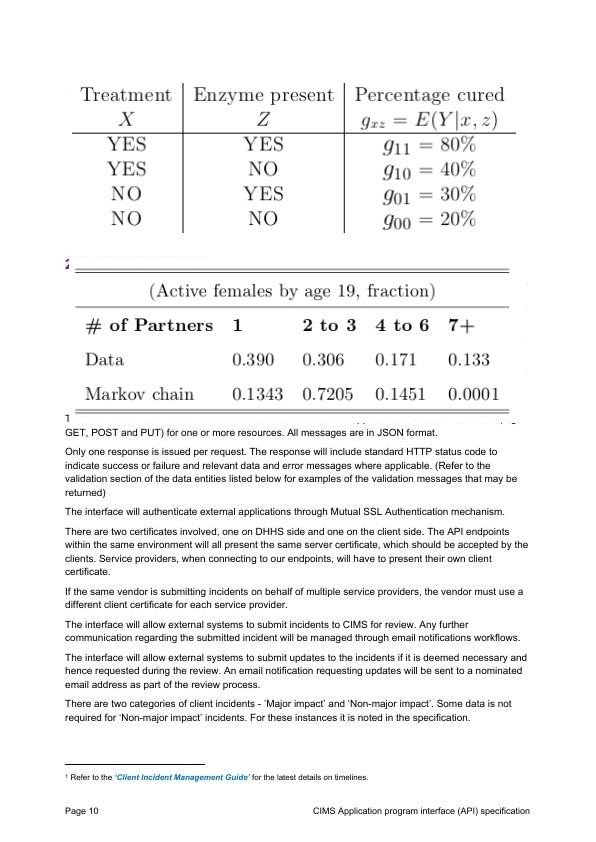 Treatment Enzyme present Percentage cured
X Z g_{xz} = E(Y|x, z)
YES YES g_{11} = 80%
YES NO g_{10} = 40%
NO YES g_{01} = 30%
NO NO g_{00} = 20%
(Active females by age 19, fraction)
# of Partners 1 2 to 3 4 to 6 7+
Data 0.390 0.306 0.171 0.133
Markov chain 0.1343 0.7205 0.1451 0.0001
GET, POST and PUT) for one or more resources. All messages are in JSON format.
Only one response is issued per request. The response will include standard HTTP status code to
indicate success or failure and relevant data and error messages where applicable. (Refer to the
validation section of the data entities listed below for examples of the validation messages that may be
returned)
The interface will authenticate external applications through Mutual SSL Authentication mechanism.
There are two certificates involved, one on DHHS side and one on the client side. The API endpoints
within the same environment will all present the same server certificate, which should be accepted by the
clients. Service providers, when connecting to our endpoints, will have to present their own client
certificate.
If the same vendor is submitting incidents on behalf of multiple service providers, the vendor must use a
different client certificate for each service provider.
The interface will allow external systems to submit incidents to CIMS for review. Any further
communication regarding the submitted incident will be managed through email notifications workflows.
The interface will allow external systems to submit updates to the incidents if it is deemed necessary and
hence requested during the review. An email notification requesting updates will be sent to a nominated
email address as part of the review process.
There are two categories of client incidents - 'Major impact' and 'Non-major impact'. Some data is not
required for 'Non-major impact' incidents. For these instances it is noted in the specification.
¹ Refer to the 'Client Incident Management Guide' for the latest details on timelines.
Page 10 CIMS Application program interface (API) specification